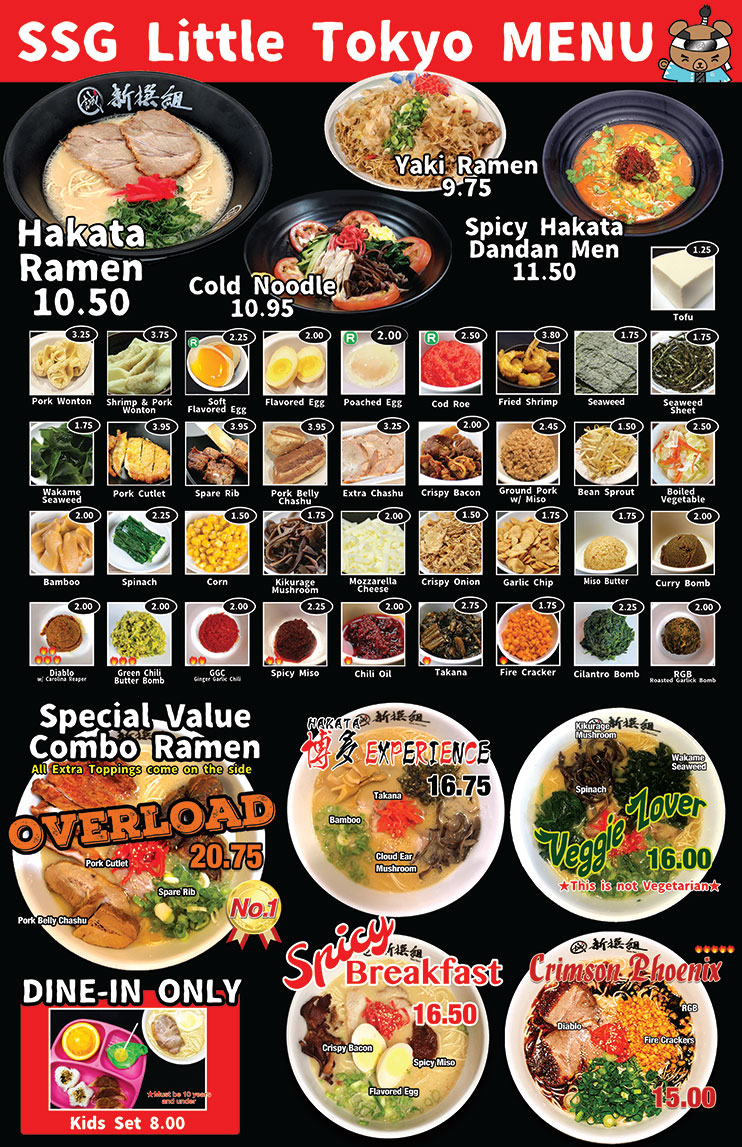 SSG Little Tokyo MENU
誠 新撰組
Yaki Ramen
9.75
Hakata
Ramen
10.50
Cold Noodle
10.95
Spicy Hakata
Dandan Men
11.50
1.25
Tofu
3.25
3.75
2.25
2.00
2.00
2.50
3.80
1.75
1.75
R
R
R
Pork Wonton
Shrimp & Pork
Wonton
Soft
Flavored Egg
Flavored Egg
Poached Egg
Cod Roe
Fried Shrimp
Seaweed
Seaweed
Sheet
1.75
3.95
3.95
3.95
3.25
2.00
2.45
1.50
2.50
Wakame
Seaweed
Pork Cutlet
Spare Rib
Pork Belly
Chashu
Extra Chashu
Crispy Bacon
Ground Pork
w/ Miso
Bean Sprout
Boiled
Vegetable
2.00
2.25
1.50
1.75
2.00
1.50
1.75
1.75
2.00
Bamboo
Spinach
Corn
Kikurage
Mushroom
Mozzarella
Cheese
Crispy Onion
Garlic Chip
Miso Butter
Curry Bomb
2.00
2.00
2.00
2.25
2.00
2.00
1.75
2.25
2.00
Diablo
w/ Carolina Reaper
Green Chili
Butter Bomb
GGC
Ginger Garlic Chili
Spicy Miso
Chili Oil
Takana
Fire Cracker
Cilantro Bomb
RGB
Roasted Garlic Bomb
Special Value
Combo Ramen
All Extra Toppings come on the side
OVERLOAD
20.75
Pork Cutlet
Spare Rib
Pork Belly Chashu
No.1
新撰組
HAKATA
博多 EXPERIENCE
16.75
Takana
Bamboo
Cloud Ear
Mushroom
新撰組
Kikurage
Mushroom
Wakame
Seaweed
Spinach
Veggie Lover
16.00
★This is not Vegetarian★
DINE-IN ONLY
★Must be 10 years
and under
Kids Set 8.00
新撰組
Spicy
Breakfast
16.50
Crispy Bacon
Spicy Miso
Flavored Egg
新撰組
Crimson Phoenix
RGB
Diablo
Fire Crackers
15.00